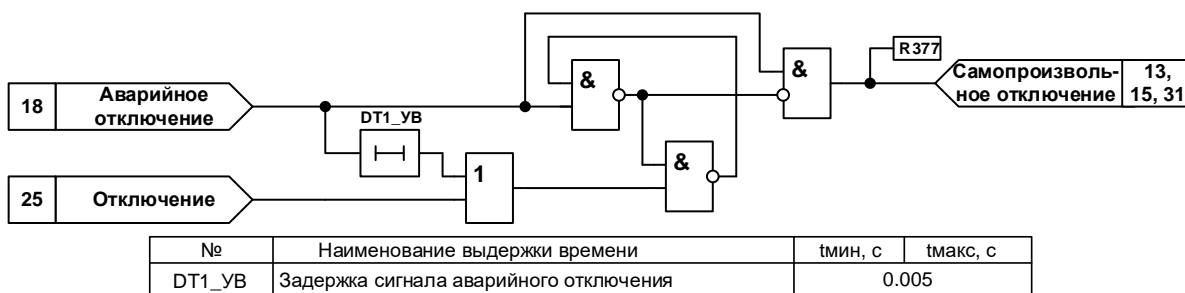 R377
&
&
Самопроизволь-
ное отключение
13,
15, 31
18
Аварийное
отключение
DT1_УВ
1
&
25
Отключение
№ Наименование выдержки времени tмин, с tмакс, с
DT1_УВ Задержка сигнала аварийного отключения 0.005